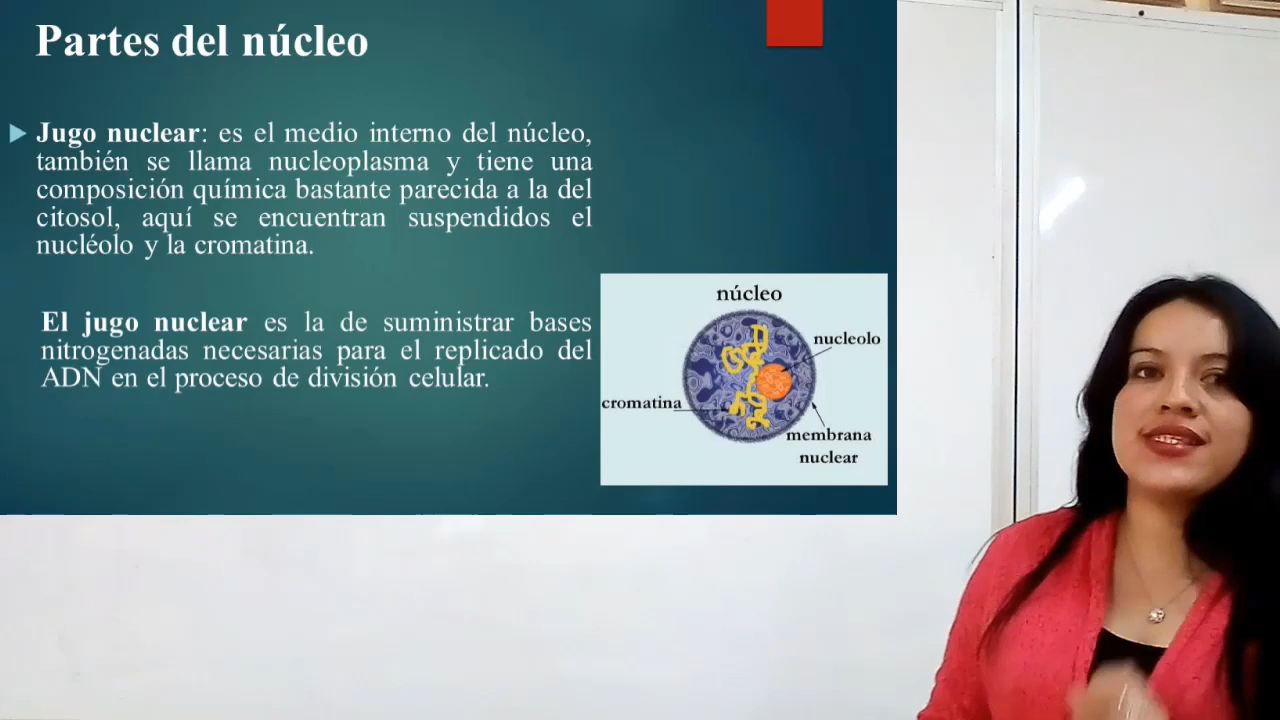 Partes del núcleo
Jugo nuclear: es el medio interno del núcleo,
también se llama nucleoplasma y tiene una
composición química bastante parecida a la del
citosol, aquí se encuentran suspendidos el
nucléolo y la cromatina.
El jugo nuclear es la de suministrar bases
nitrogenadas necesarias para el replicado del
ADN en el proceso de división celular.
núcleo
nucleolo
cromatina
membrana
nuclear